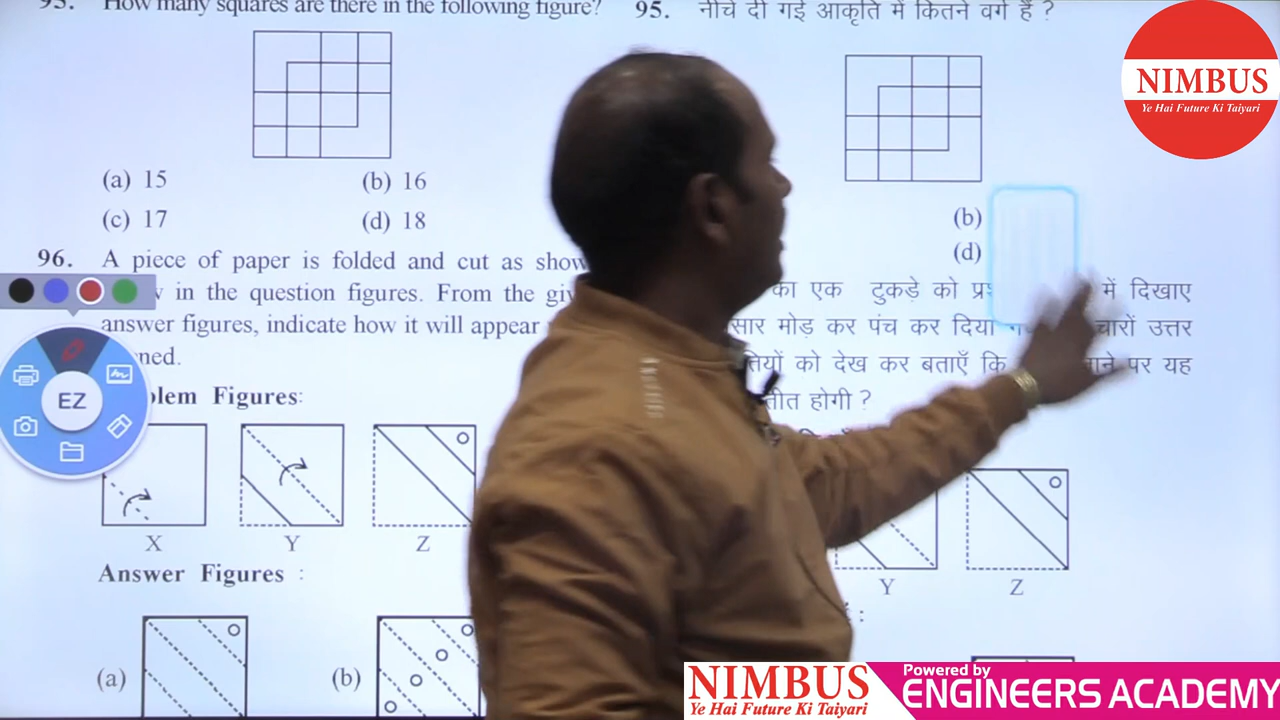 How many squares are there in the following figure?
(a) 15
(b) 16
(c) 17
(d) 18
96. A piece of paper is folded and cut as
in the question figures. From the
answer figures, indicate how it will appear
Figures:
X
Y
Z
Answer Figures :
(a)
(b)
95. नीचे दी गई आकृति में कितने वर्ग हैं ?
(b)
(d)
का एक टुकड़े को में दिखाए
मोड़ कर पंच कर दिया चारों उत्तर
को देख कर बताएँ कि पर यह
होगी ?
Y
Z
:
EZ
NIMBUS
Ye Hai Future Ki Taiyari
NIMBUS
Ye Hai Future Ki Taiyari
Powered by
ENGINEERS ACADEMY